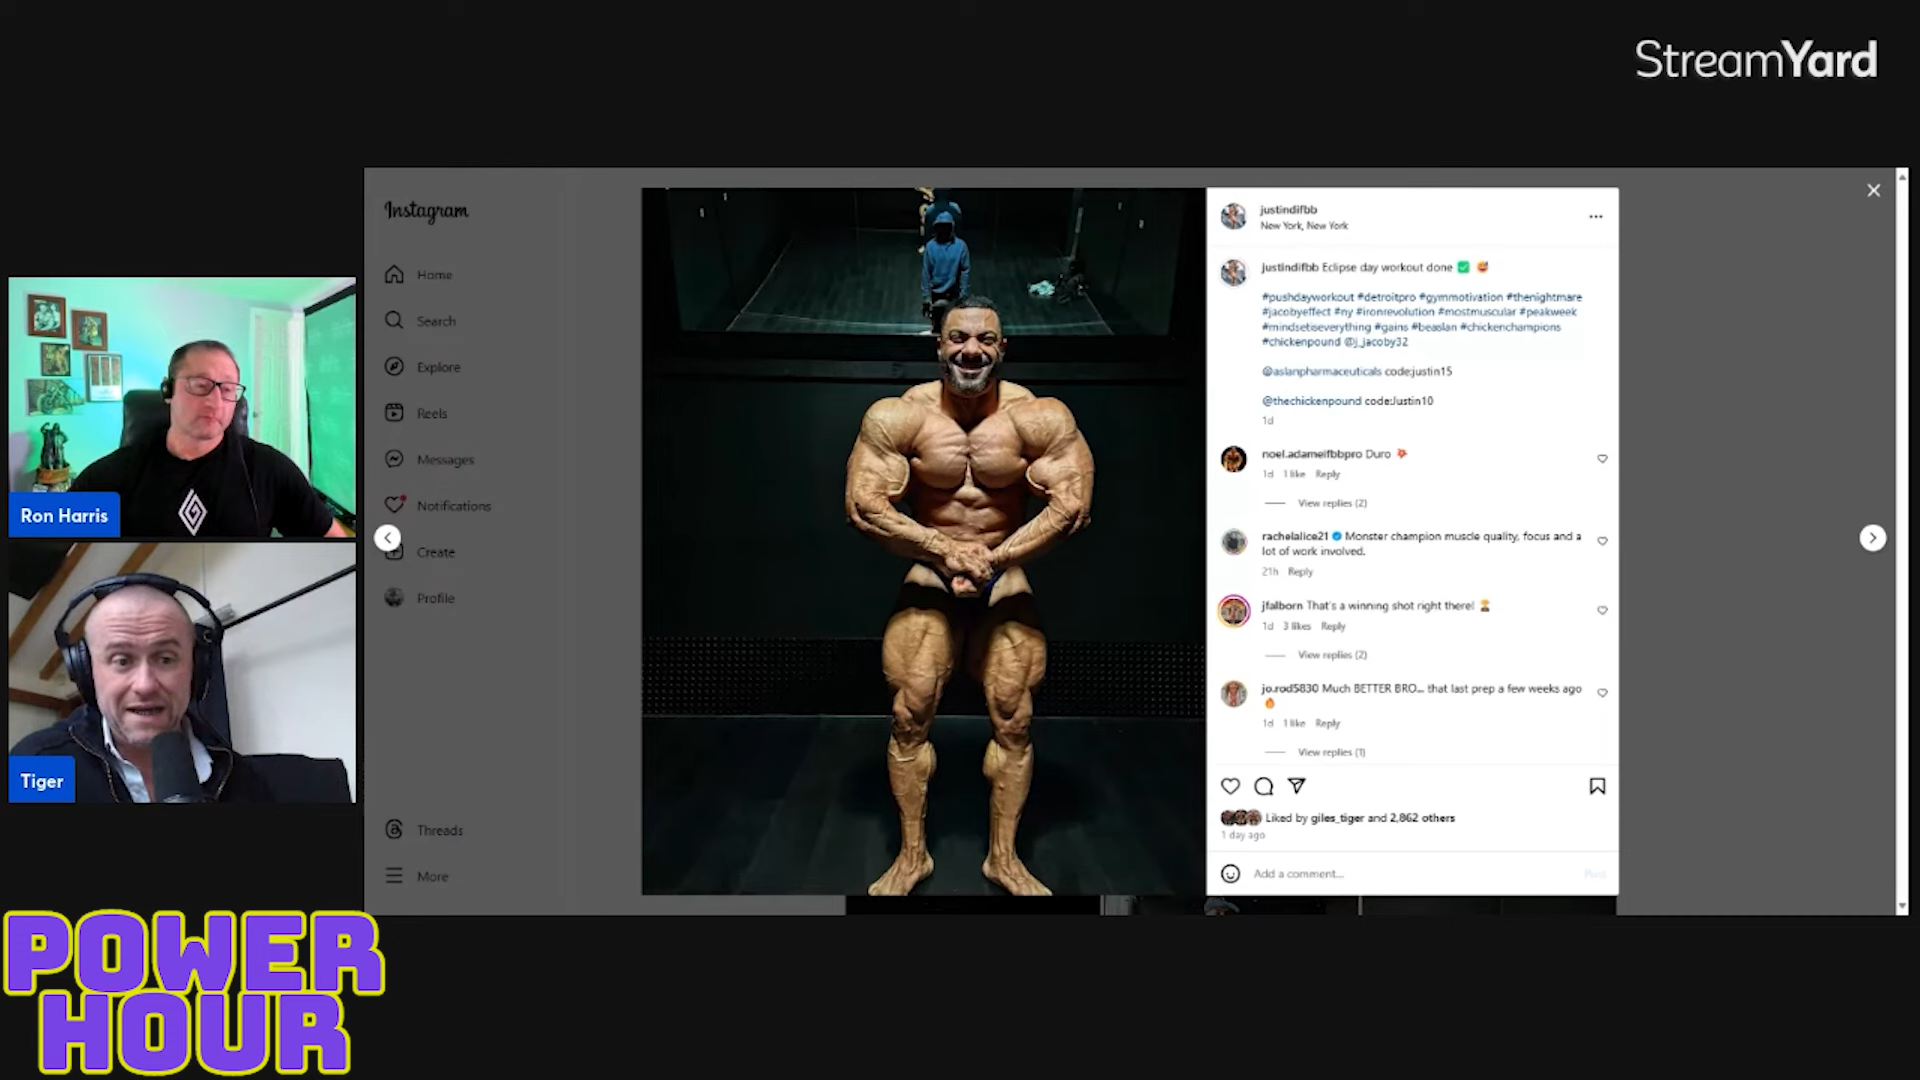 StreamYard
Instagram
Home
Search
Explore
Reels
Messages
Notifications
Create
Profile
Threads
More
Ron Harris
Tiger
POWER
HOUR
justindifbb
New York, New York
justindifbb Eclipse day workout done
#pushdayworkout #detroitpro #gymmotivation #thenightmare
#jacobyeffect #ny #ironrevolution #mostmuscular #peakweek
#mindsetiseverything #gains #beaslan #chickenchampions
#chickenpound @j_jacoby32
@aslanpharmaceuticals code:justin15
@thechickenpound code:Justin10
1d
noel.adameifbbpro Duro
1d 1 like Reply
View replies (2)
rachelalice21 Monster champion muscle quality, focus and a
lot of work involved.
21h Reply
jfalborn That's a winning shot right there!
1d 3 likes Reply
View replies (2)
jo.rod5830 Much BETTER BRO... that last prep a few weeks ago
1d 1 like Reply
View replies (1)
Liked by giles_tiger and 2,862 others
1 day ago
Add a comment...
Post